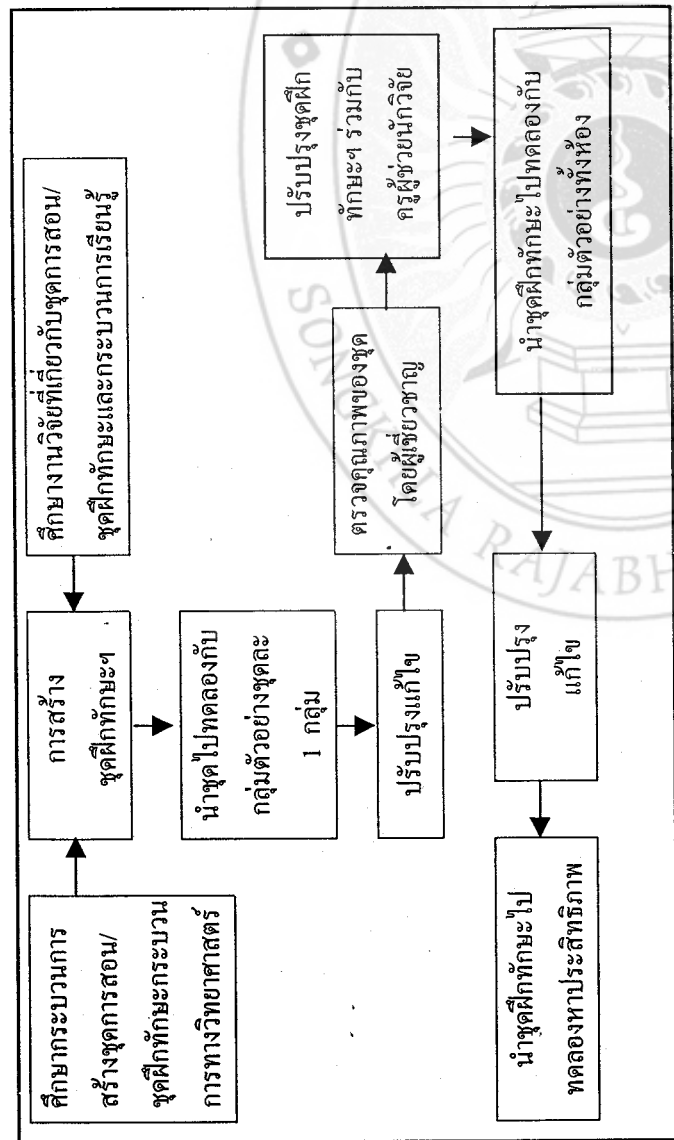 ศึกษากระบวนการ
สร้างชุดการสอน/
ชุดฝึกทักษะกระบวน
การทางวิทยาศาสตร์
การสร้าง
ชุดฝึกทักษะฯ
ศึกษางานวิจัยที่เกี่ยวกับชุดการสอน/
ชุดฝึกทักษะและกระบวนการเรียนรู้
นำชุดไปทดลองกับ
กลุ่มตัวอย่างชุดละ
1 กลุ่ม
ปรับปรุงแก้ไข
ตรวจคุณภาพของชุด
โดยผู้เชี่ยวชาญ
ปรับปรุงชุดฝึก
ทักษะฯ ร่วมกับ
ครูผู้ช่วยนักวิจัย
นำชุดฝึกทักษะไปทดลองกับ
กลุ่มตัวอย่างทั้งห้อง
ปรับปรุง
แก้ไข
นำชุดฝึกทักษะไป
ทดลองหาประสิทธิภาพ
SONGKHLA RAJABH